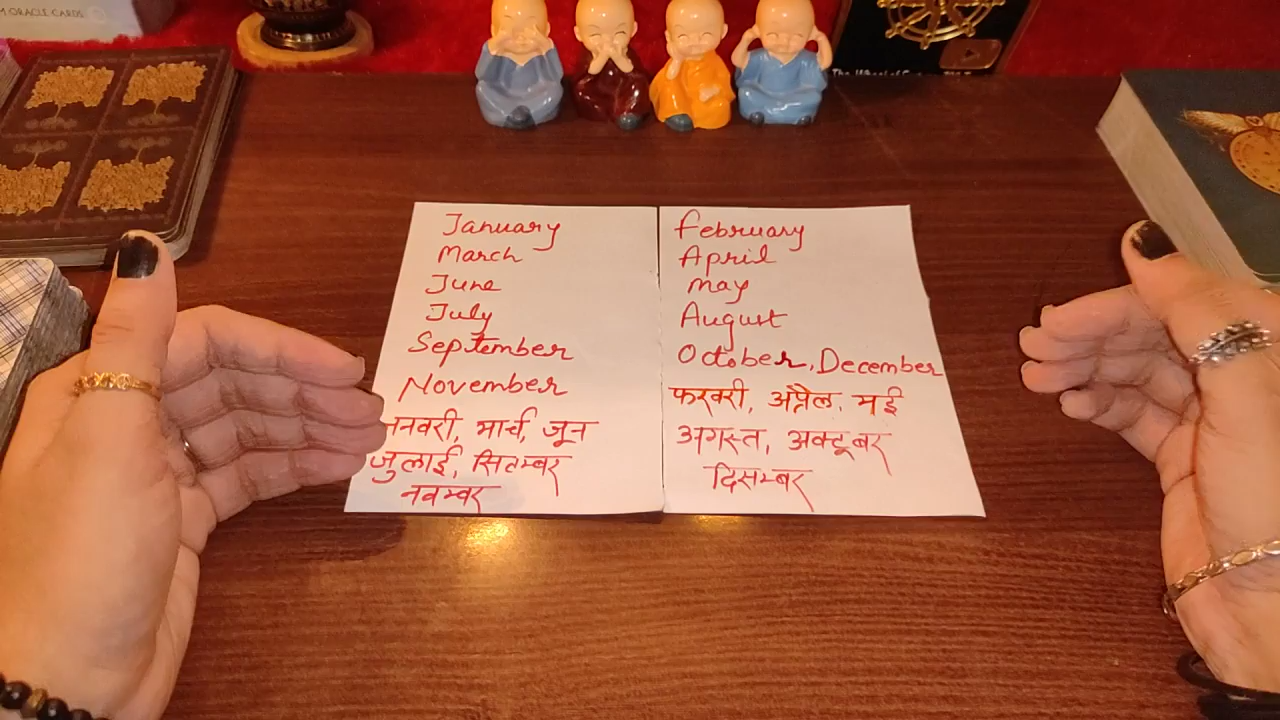 ORACLE CARDS
January
March
June
July
September
November
जनवरी, मार्च, जून
जुलाई, सितम्बर
नवम्बर
February
April
May
August
October, December
फरवरी, अप्रैल, मई
अगस्त, अक्टूबर
दिसम्बर